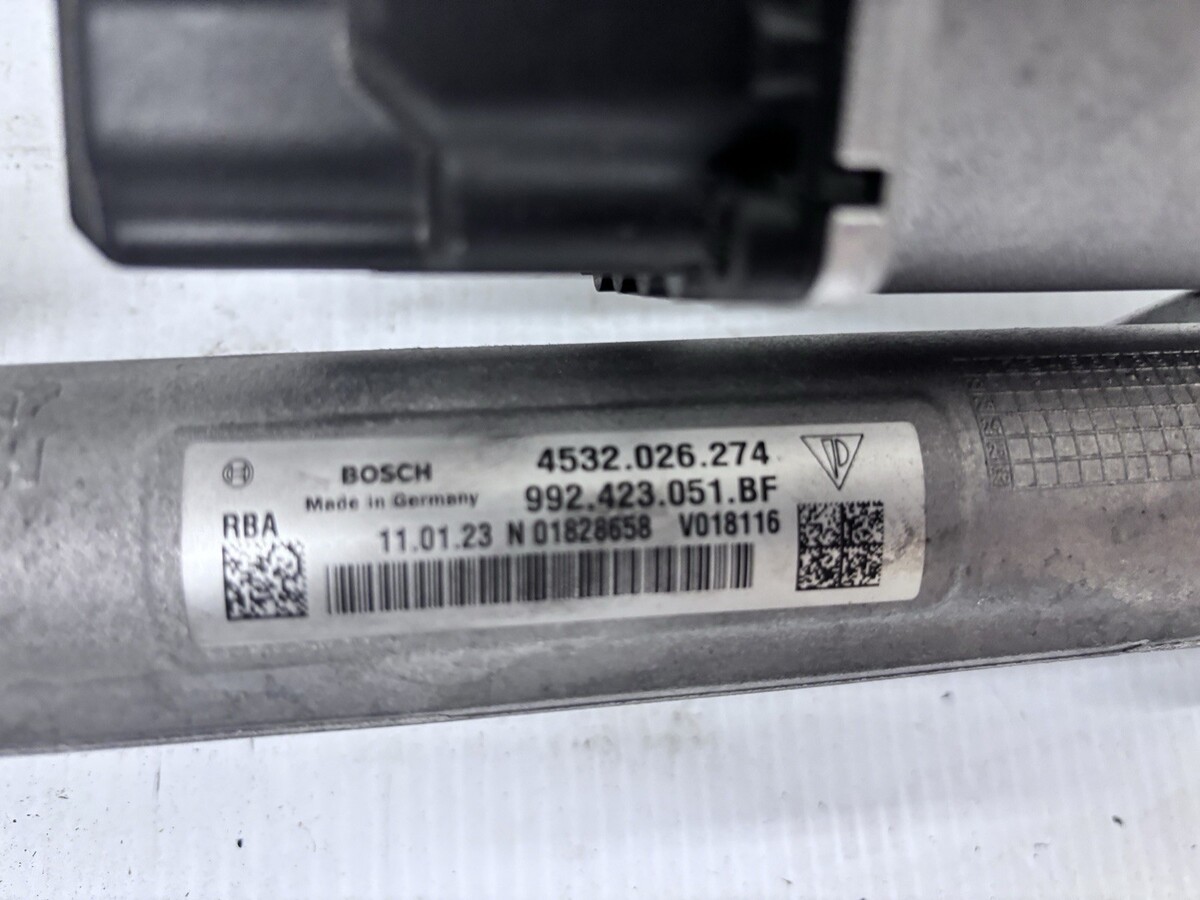 BOSCH
Made in Germany
4532.026.274
992.423.051.BF
RBA
11.01.23 N 01828658 V018116